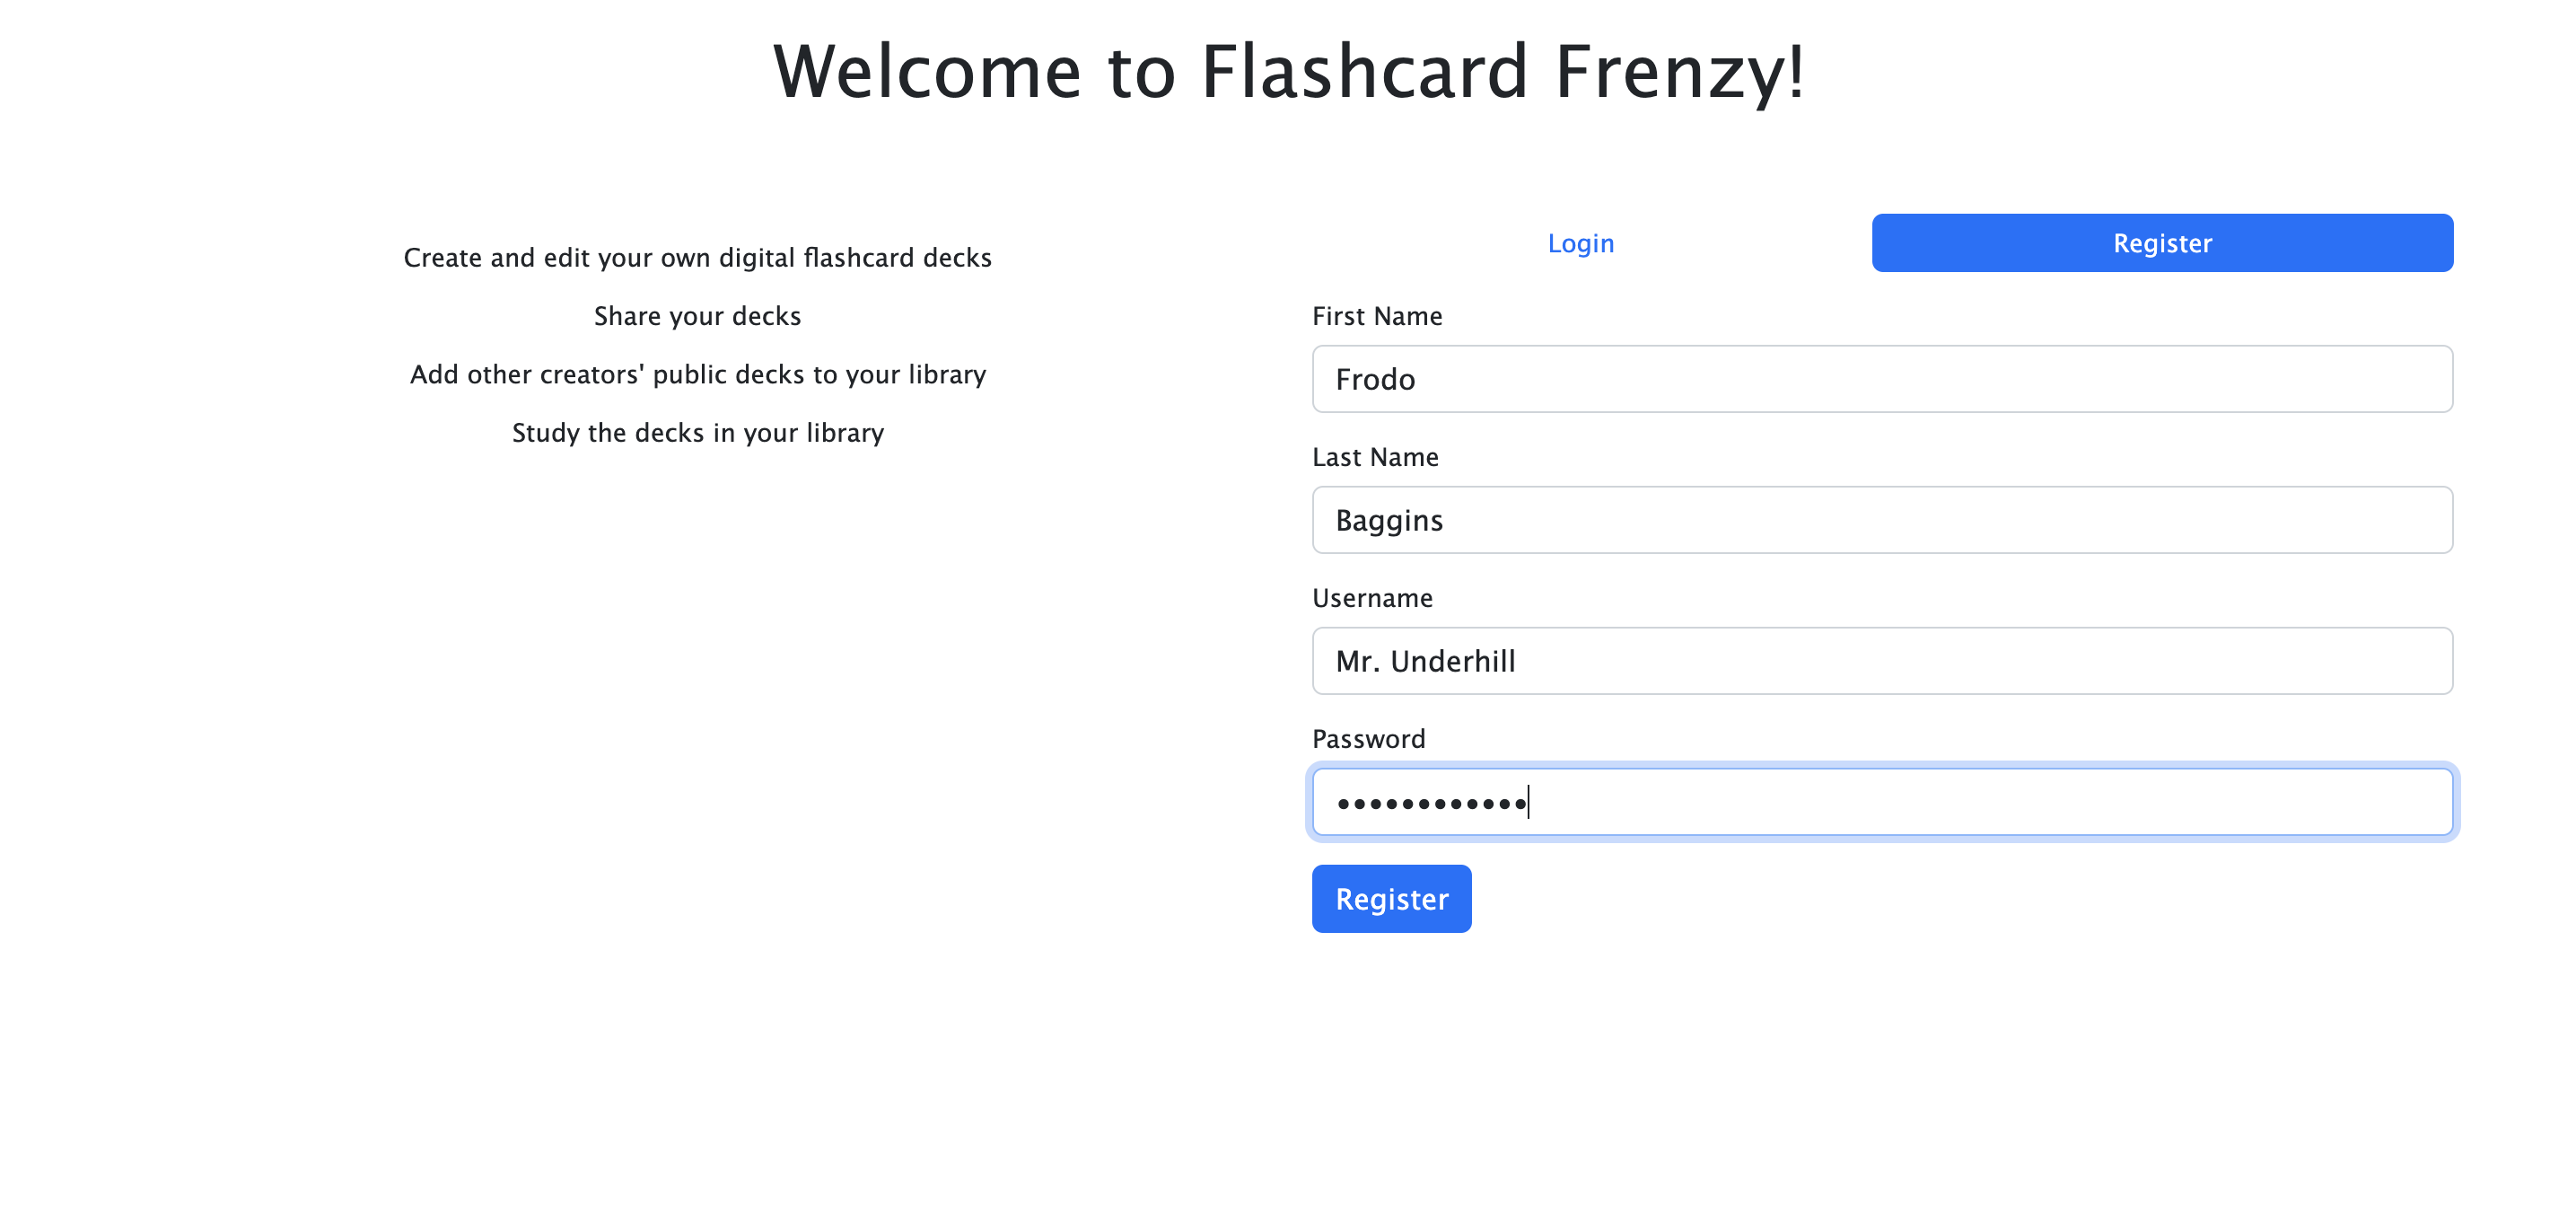 Welcome to Flashcard Frenzy!
Create and edit your own digital flashcard decks
Share your decks
Add other creators' public decks to your library
Study the decks in your library
Login
Register
First Name
Frodo
Last Name
Baggins
Username
Mr. Underhill
Password
••••••••••••
Register